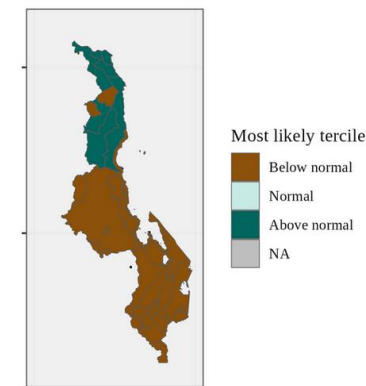 Most likely tercile
Below normal
Normal
Above normal
NA